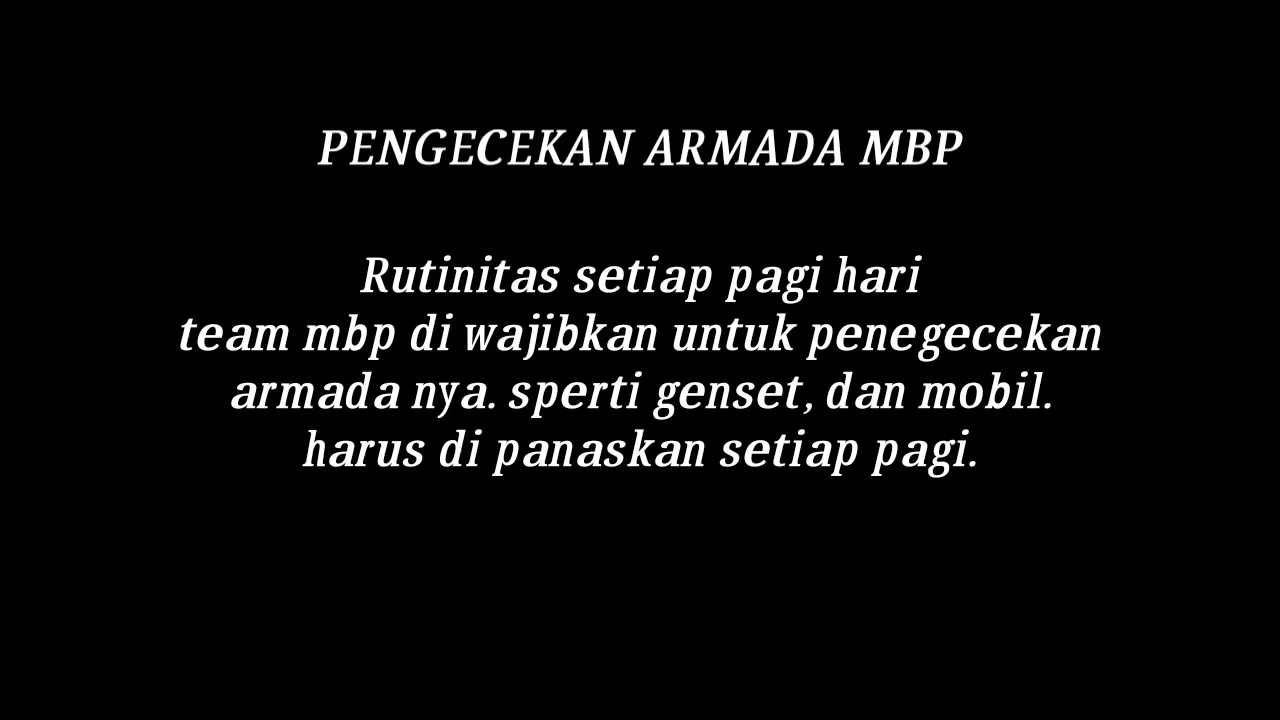 PENGECEKAN ARMADA MBP
Rutinitas setiap pagi hari
team mbp di wajibkan untuk penegecekan
armada nya. sperti genset, dan mobil.
harus di panaskan setiap pagi.